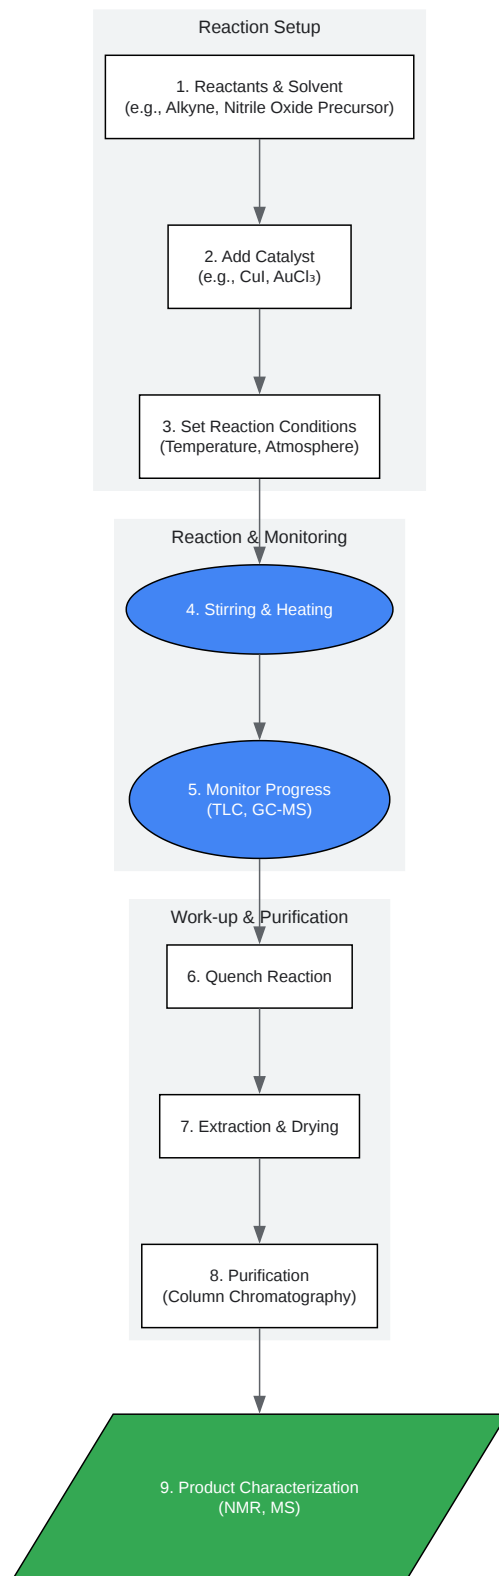 Reaction Setup
1. Reactants & Solvent
(e.g., Alkyne, Nitrile Oxide Precursor)
2. Add Catalyst
(e.g., CuI, AuCl₃)
3. Set Reaction Conditions
(Temperature, Atmosphere)
Reaction & Monitoring
4. Stirring & Heating
5. Monitor Progress
(TLC, GC-MS)
Work-up & Purification
6. Quench Reaction
7. Extraction & Drying
8. Purification
(Column Chromatography)
9. Product Characterization
(NMR, MS)